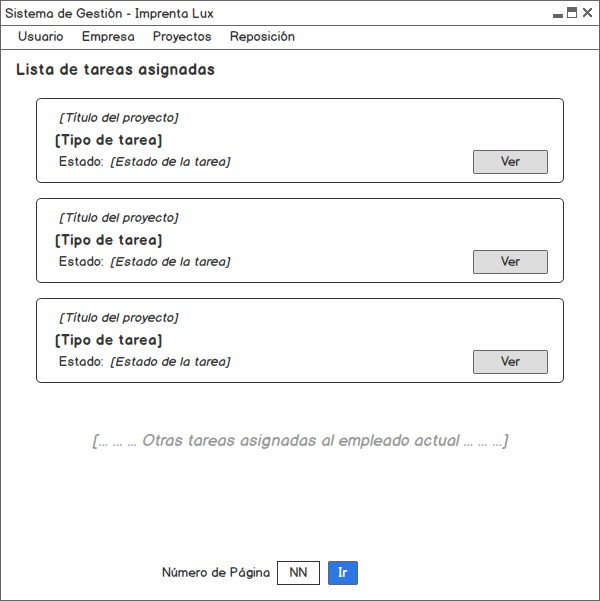 Sistema de Gestión - Imprenta Lux
Usuario Empresa Proyectos Reposición
Lista de tareas asignadas
[Título del proyecto]
[Tipo de tarea]
Estado: [Estado de la tarea] Ver
[Título del proyecto]
[Tipo de tarea]
Estado: [Estado de la tarea] Ver
[Título del proyecto]
[Tipo de tarea]
Estado: [Estado de la tarea] Ver
[... ... ... Otras tareas asignadas al empleado actual ... ... ...]
Número de Página NN Ir